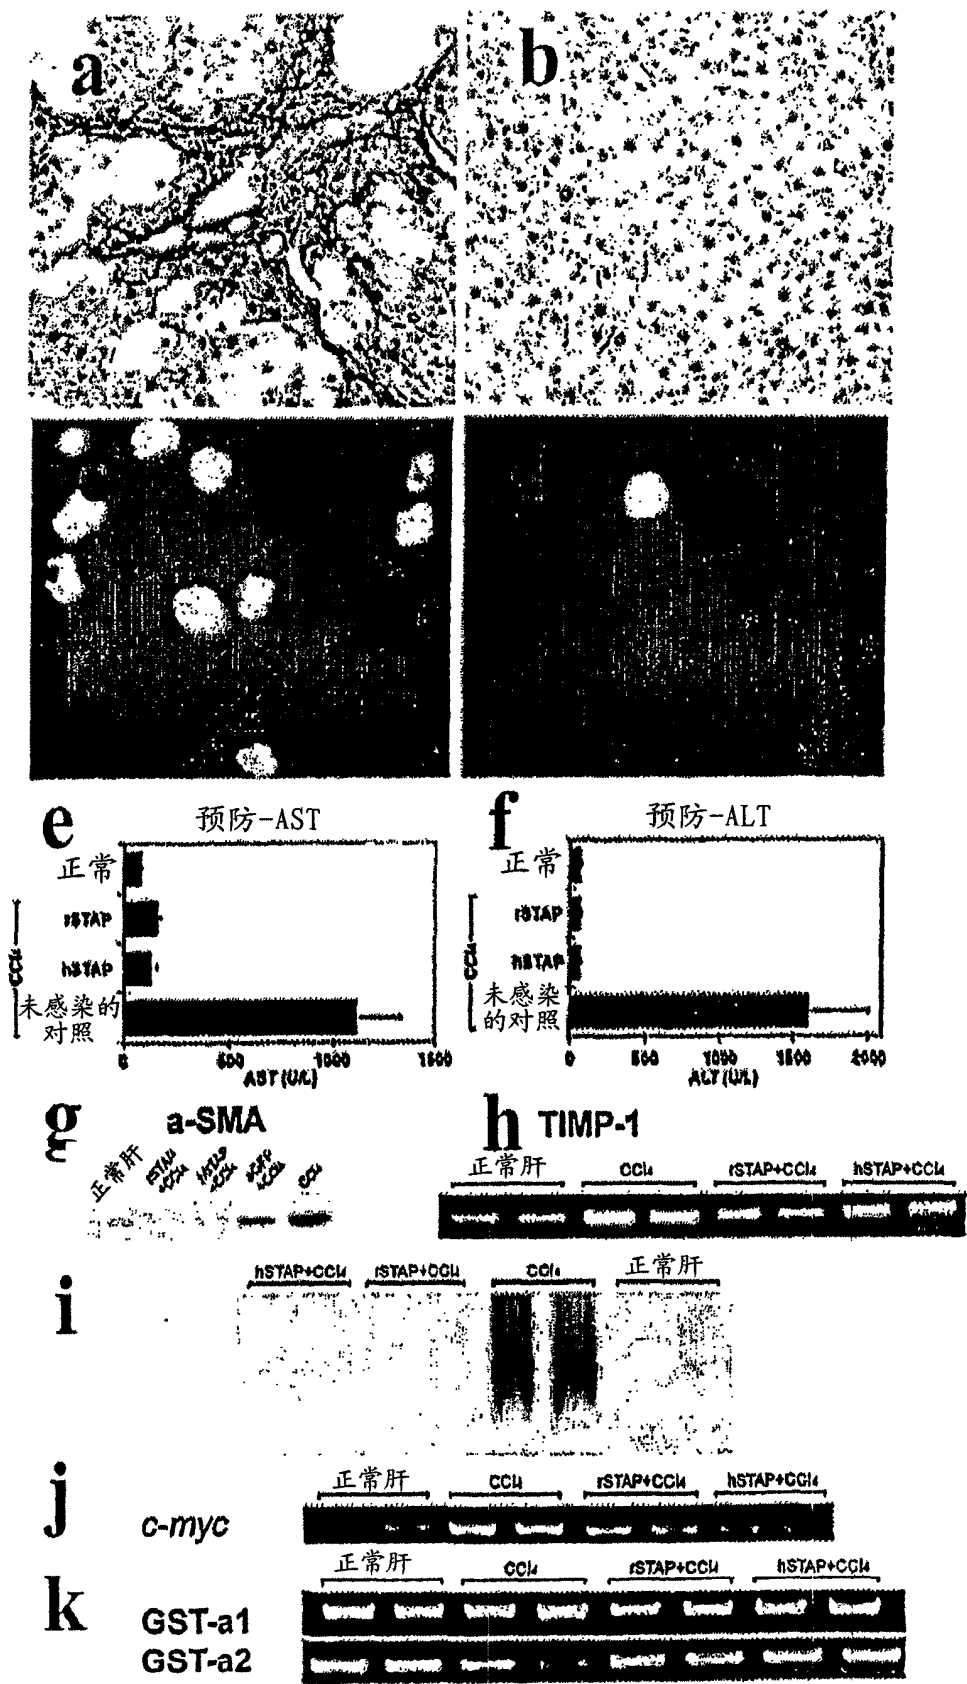 a b
e 预防-AST
正常
rSTAP
hSTAP
CCl₄
未感染的
对照
0 500 1000 1500
AST (U/L)
f 预防-ALT
正常
rSTAP
hSTAP
CCl₄
未感染
的对照
0 500 1000 1500 2000
ALT (U/L)
g a-SMA
正常肝 rSTAP+CCl₄ hSTAP+CCl₄ CCl₄
h TIMP-1
正常肝 CCl₄ rSTAP+CCl₄ hSTAP+CCl₄
i hSTAP+CCl₄ rSTAP+CCl₄ CCl₄ 正常肝
j 正常肝 CCl₄ rSTAP+CCl₄ hSTAP+CCl₄
c-myc
k 正常肝 CCl₄ rSTAP+CCl₄ hSTAP+CCl₄
GST-a1
GST-a2